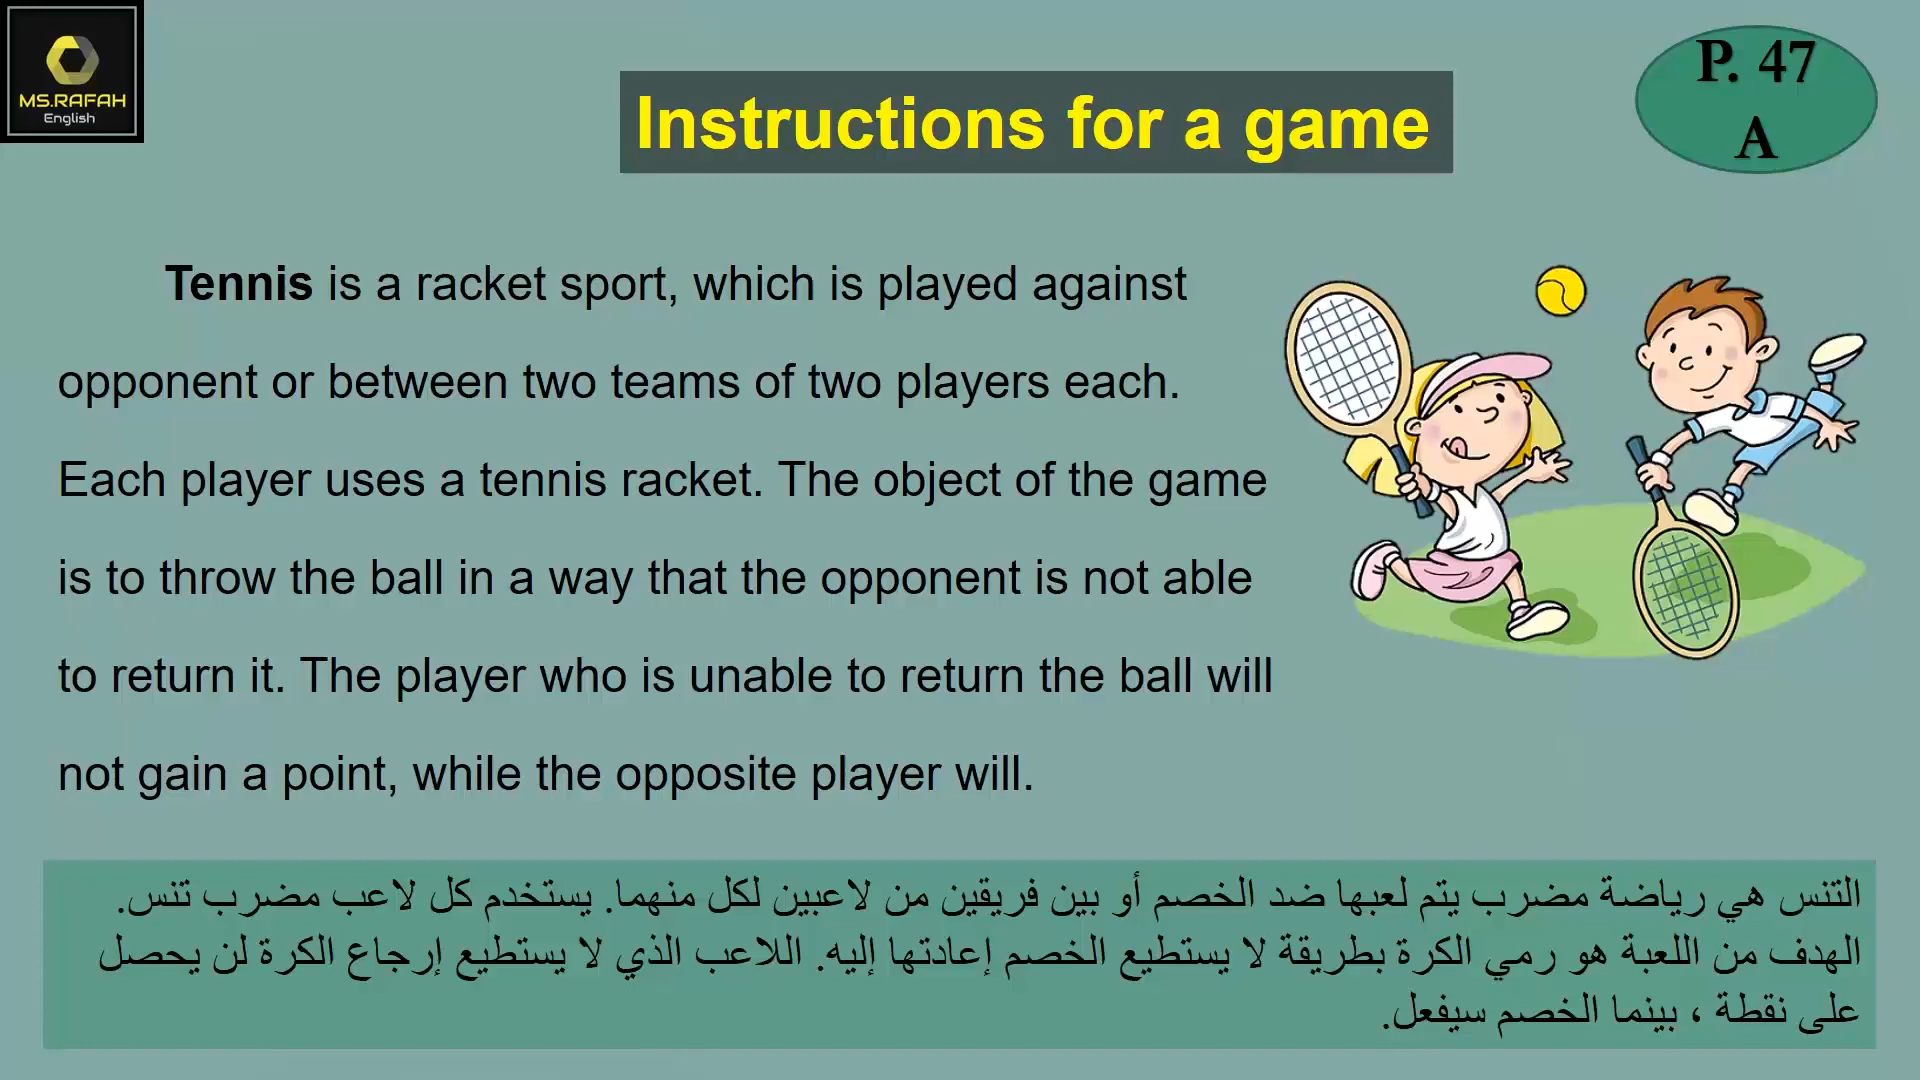 MS.RAFAH
English
Instructions for a game
P. 47
A
Tennis is a racket sport, which is played against
opponent or between two teams of two players each.
Each player uses a tennis racket. The object of the game
is to throw the ball in a way that the opponent is not able
to return it. The player who is unable to return the ball will
not gain a point, while the opposite player will.
التنس هي رياضة مضرب يتم لعبها ضد الخصم أو بين فريقين من لاعبين لكل منهما. يستخدم كل لاعب مضرب تنس.
الهدف من اللعبة هو رمي الكرة بطريقة لا يستطيع الخصم إعادتها إليه. اللاعب الذي لا يستطيع إرجاع الكرة لن يحصل
على نقطة ، بينما الخصم سيفعل.